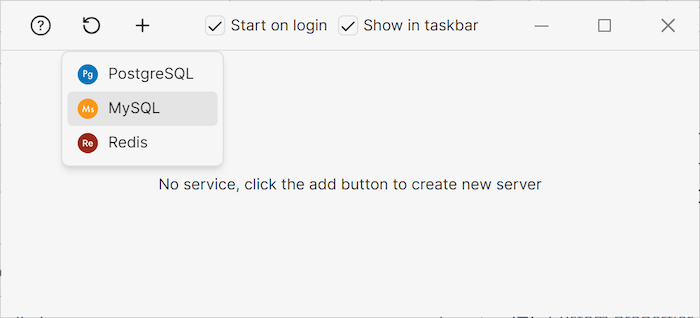 Start on login
Show in taskbar
Pg PostgreSQL
Ms MySQL
Re Redis
No service, click the add button to create new server